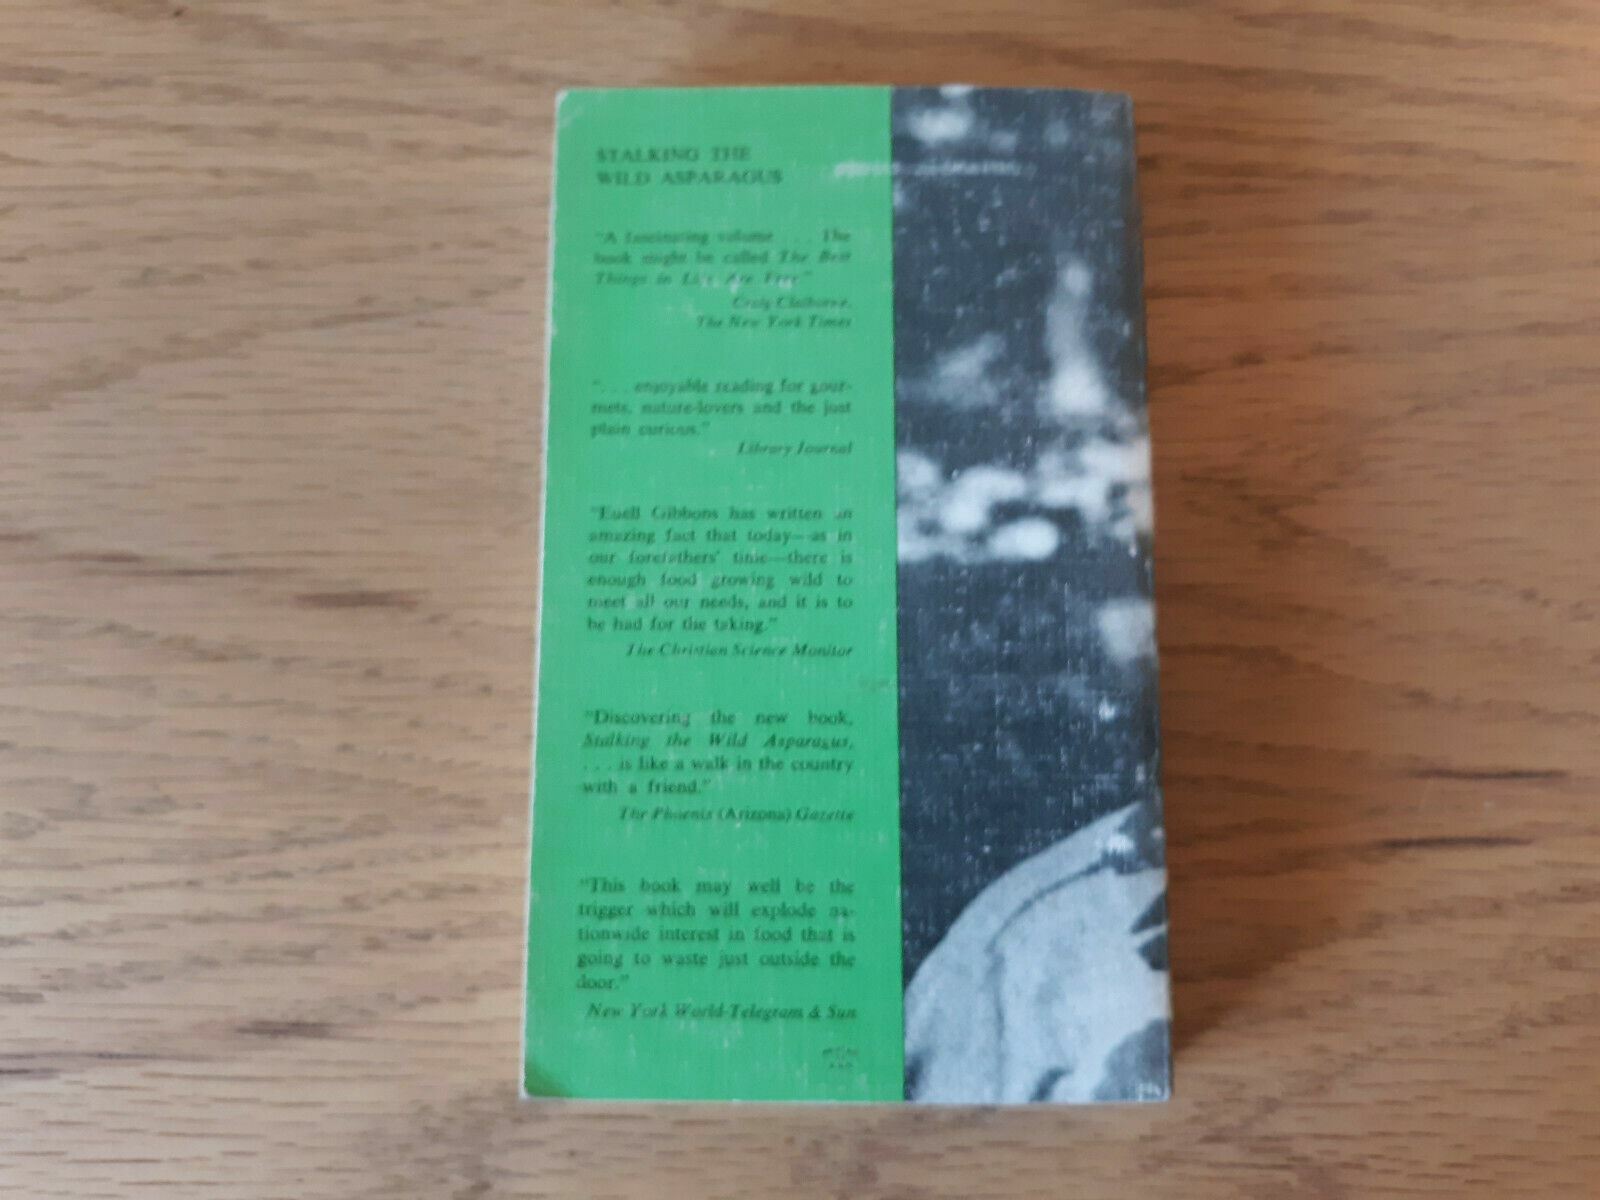 STALKING THE
WILD ASPARAGUS
"A fascinating volume . . . The
book might be called The Best
Things in Life Are Free"
Craig Claiborne,
The New York Times
". . . enjoyable reading for gour-
mets, nature-lovers and the just
plain curious."
Library Journal
"Euell Gibbons has written an
amazing fact that today—as in
our forefathers' time—there is
enough food growing wild to
meet all our needs, and it is to
be had for the taking."
The Christian Science Monitor
"Discovering the new book,
Stalking the Wild Asparagus,
. . . is like a walk in the country
with a friend."
The Phoenix (Arizona) Gazette
"This book may well be the
trigger which will explode na-
tionwide interest in food that is
going to waste just outside the
door."
New York World-Telegram & Sun